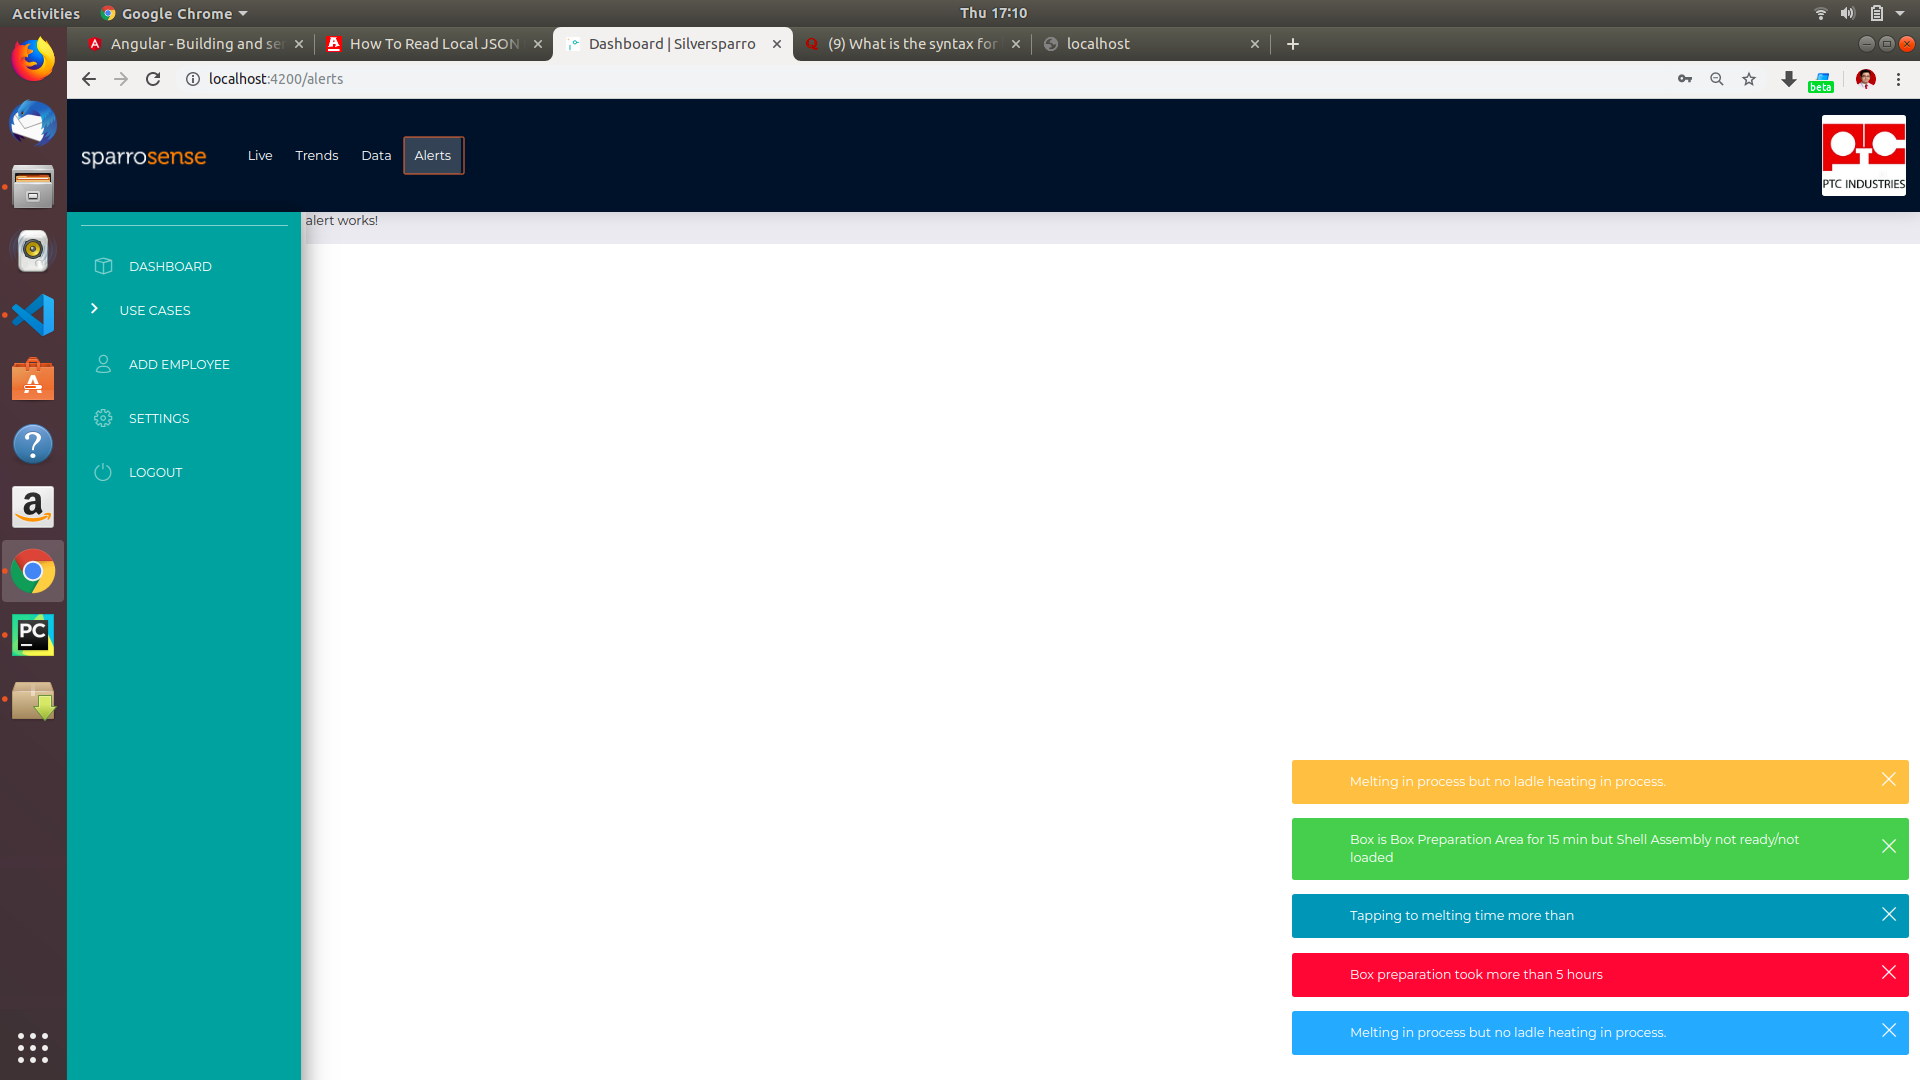 Activities
Google Chrome
Thu 17:10
Angular - Building and ser
How To Read Local JSON
Dashboard | Silversparro
(9) What is the syntax for
localhost
localhost:4200/alerts
beta
sparrosense
Live
Trends
Data
Alerts
PTC
PTC INDUSTRIES
alert works!
DASHBOARD
USE CASES
ADD EMPLOYEE
SETTINGS
LOGOUT
PC
Melting in process but no ladle heating in process.
Box is Box Preparation Area for 15 min but Shell Assembly not ready/not
loaded
Tapping to melting time more than
Box preparation took more than 5 hours
Melting in process but no ladle heating in process.